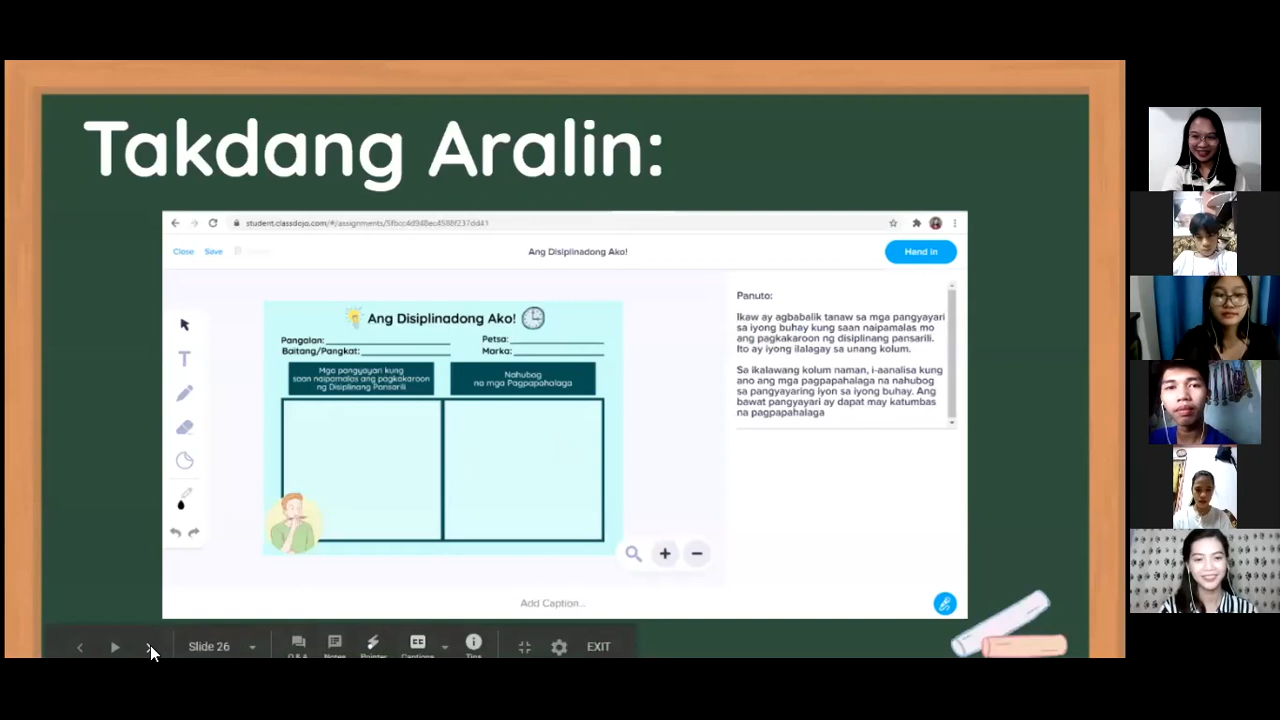 Takdang Aralin:
student.classdojo.com/#/assignments/5fbcc4d948ec4588f237dd41
Close Save
Ang Disiplinadong Ako!
Hand in
Ang Disiplinadong Ako!
Pangalan: Petsa:
Baitang/Pangkat: Marka:
Mga pangyayari kung
saan naipamalas ang pagkakaroon
ng Disiplinang Pansarili
Nahubog
na mga Pagpapahalaga
Panuto:
Ikaw ay agbabalik tanaw sa mga pangyayari
sa iyong buhay kung saan naipamalas mo
ang pagkakaroon ng disiplinang pansarili.
Ito ay iyong ilalagay sa unang kolum.
Sa ikalawang kolum naman, i-aanalisa kung
ano ang mga pagpapahalaga na nahubog
sa pangyayaring iyon sa iyong buhay. Ang
bawat pangyayari ay dapat may katumbas
na pagpapahalaga
Add Caption...
Slide 26
Q & A Notes Pointer CC Captions Tips
EXIT